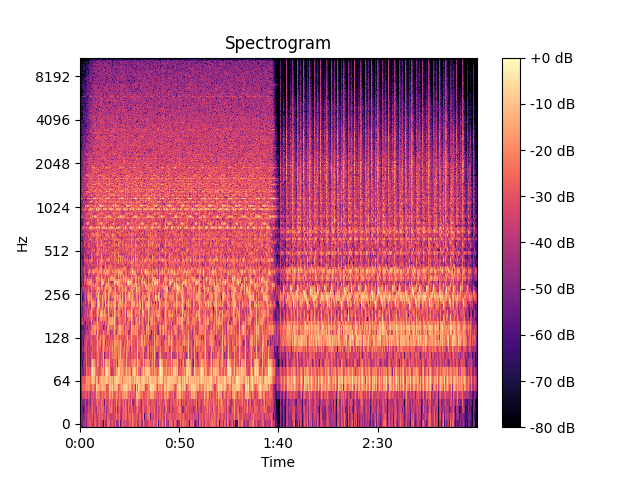 Spectrogram
8192
4096
2048
1024
512
256
128
64
0
Hz
0:00
0:50
1:40
2:30
Time
+0 dB
-10 dB
-20 dB
-30 dB
-40 dB
-50 dB
-60 dB
-70 dB
-80 dB